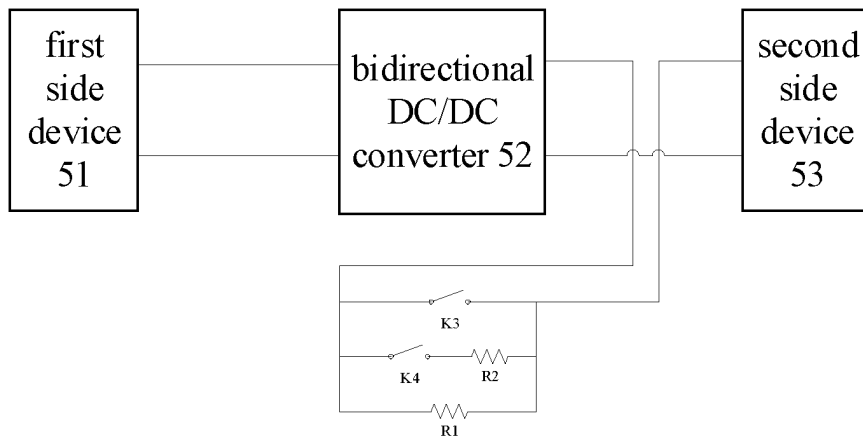 first
side
device
51
bidirectional
DC/DC
converter 52
second
side
device
53
K3
K4
R2
R1